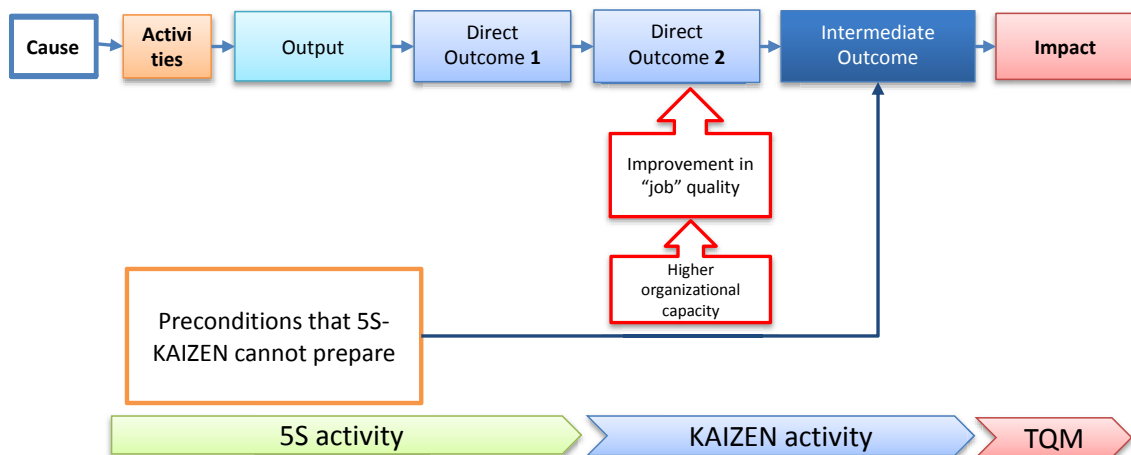 Cause
Activi
ties
Output
Direct
Outcome 1
Direct
Outcome 2
Intermediate
Outcome
Impact
Improvement in
“job” quality
Higher
organizational
capacity
Preconditions that 5S-
KAIZEN cannot prepare
5S activity
KAIZEN activity
TQM